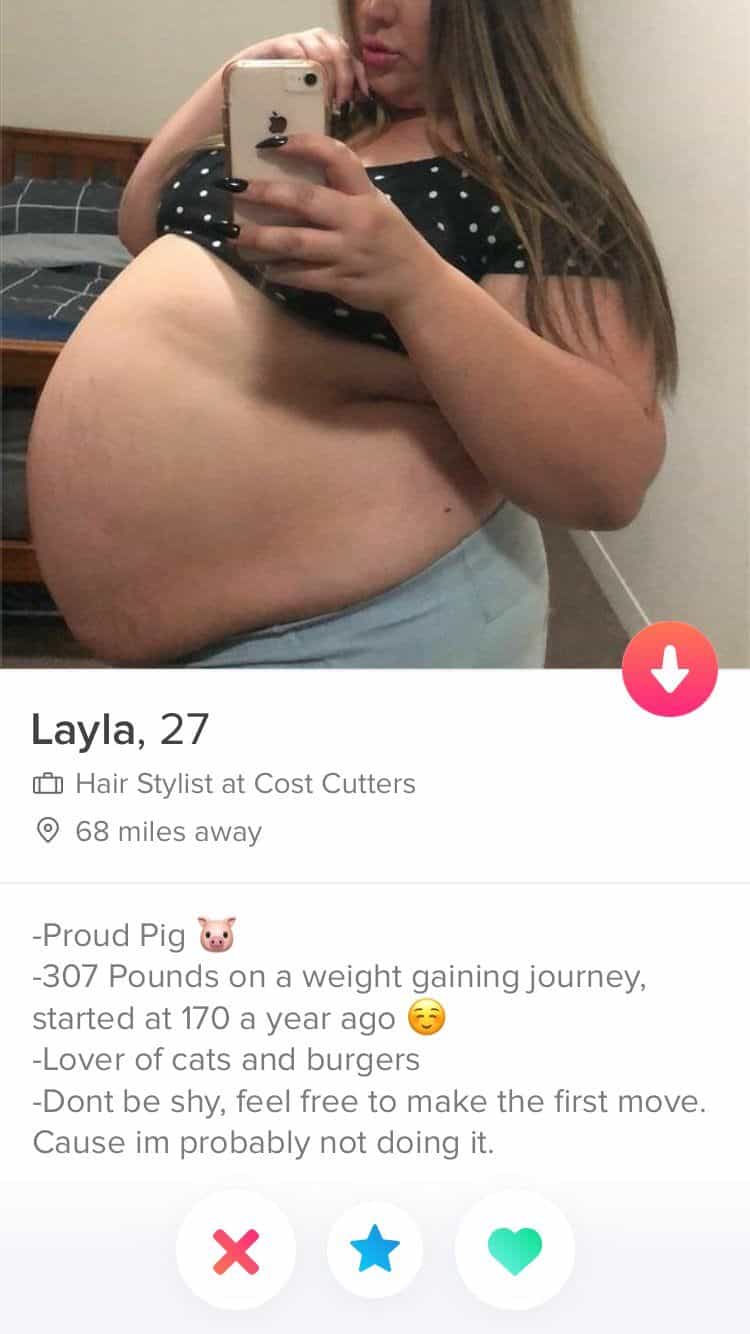 Layla, 27
Hair Stylist at Cost Cutters
68 miles away
-Proud Pig 🐷
-307 Pounds on a weight gaining journey,
started at 170 a year ago ☺️
-Lover of cats and burgers
-Dont be shy, feel free to make the first move.
Cause im probably not doing it.